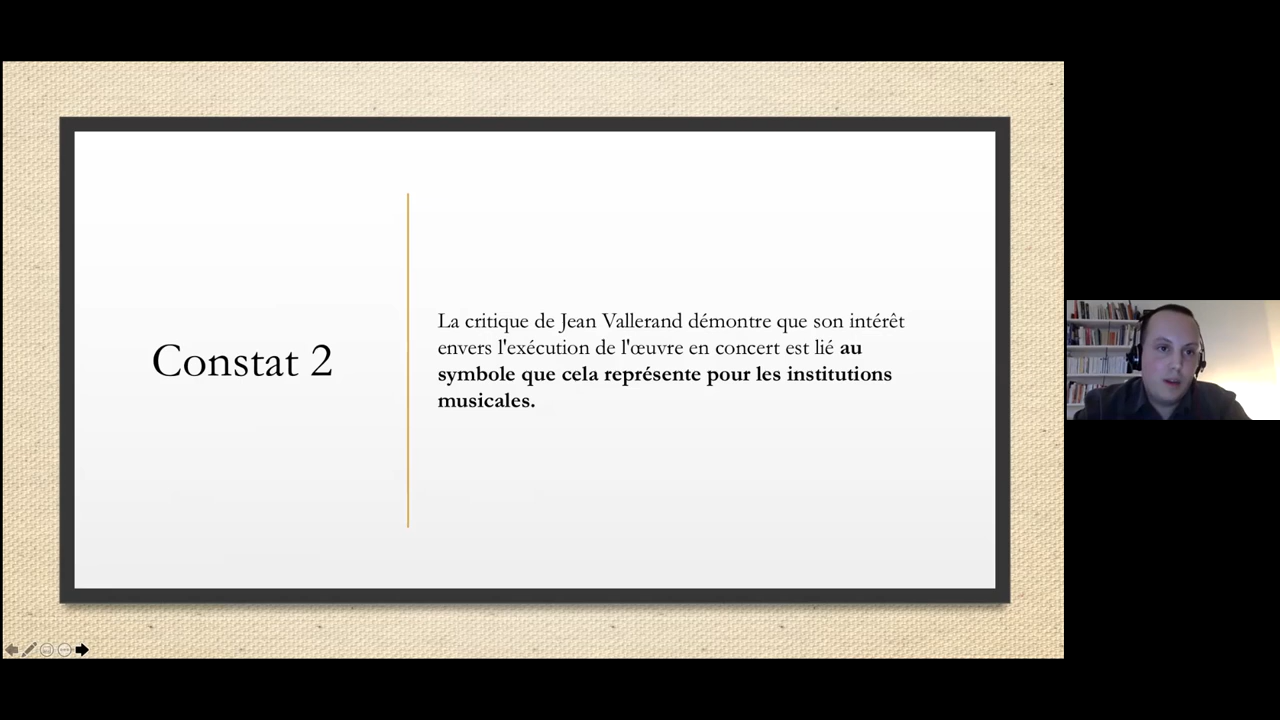 Constat 2
La critique de Jean Vallerand démontre que son intérêt
envers l'exécution de l'œuvre en concert est lié au
symbole que cela représente pour les institutions
musicales.